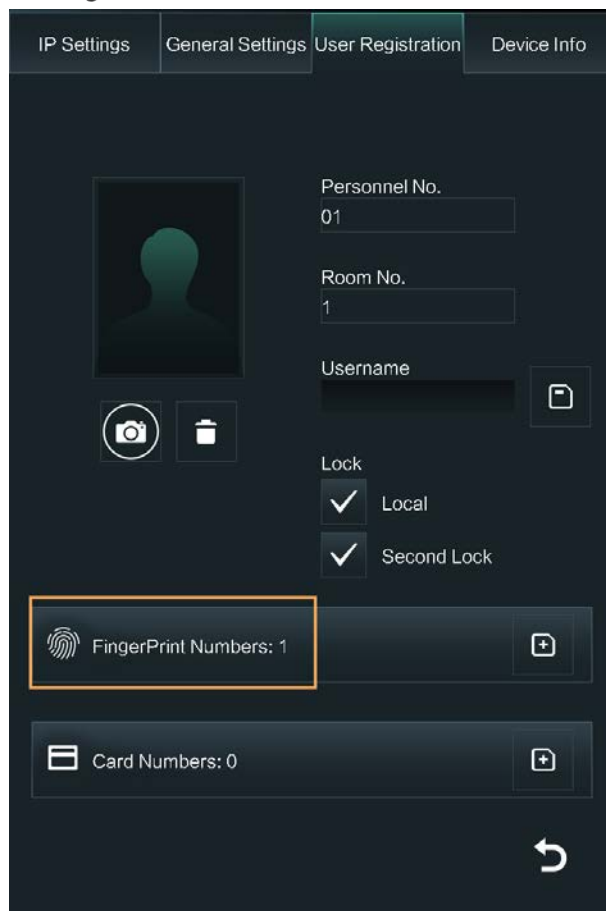 IP Settings
General Settings
User Registration
Device Info
Personnel No.
01
Room No.
1
Username
Lock
Local
Second Lock
FingerPrint Numbers: 1
Card Numbers: 0